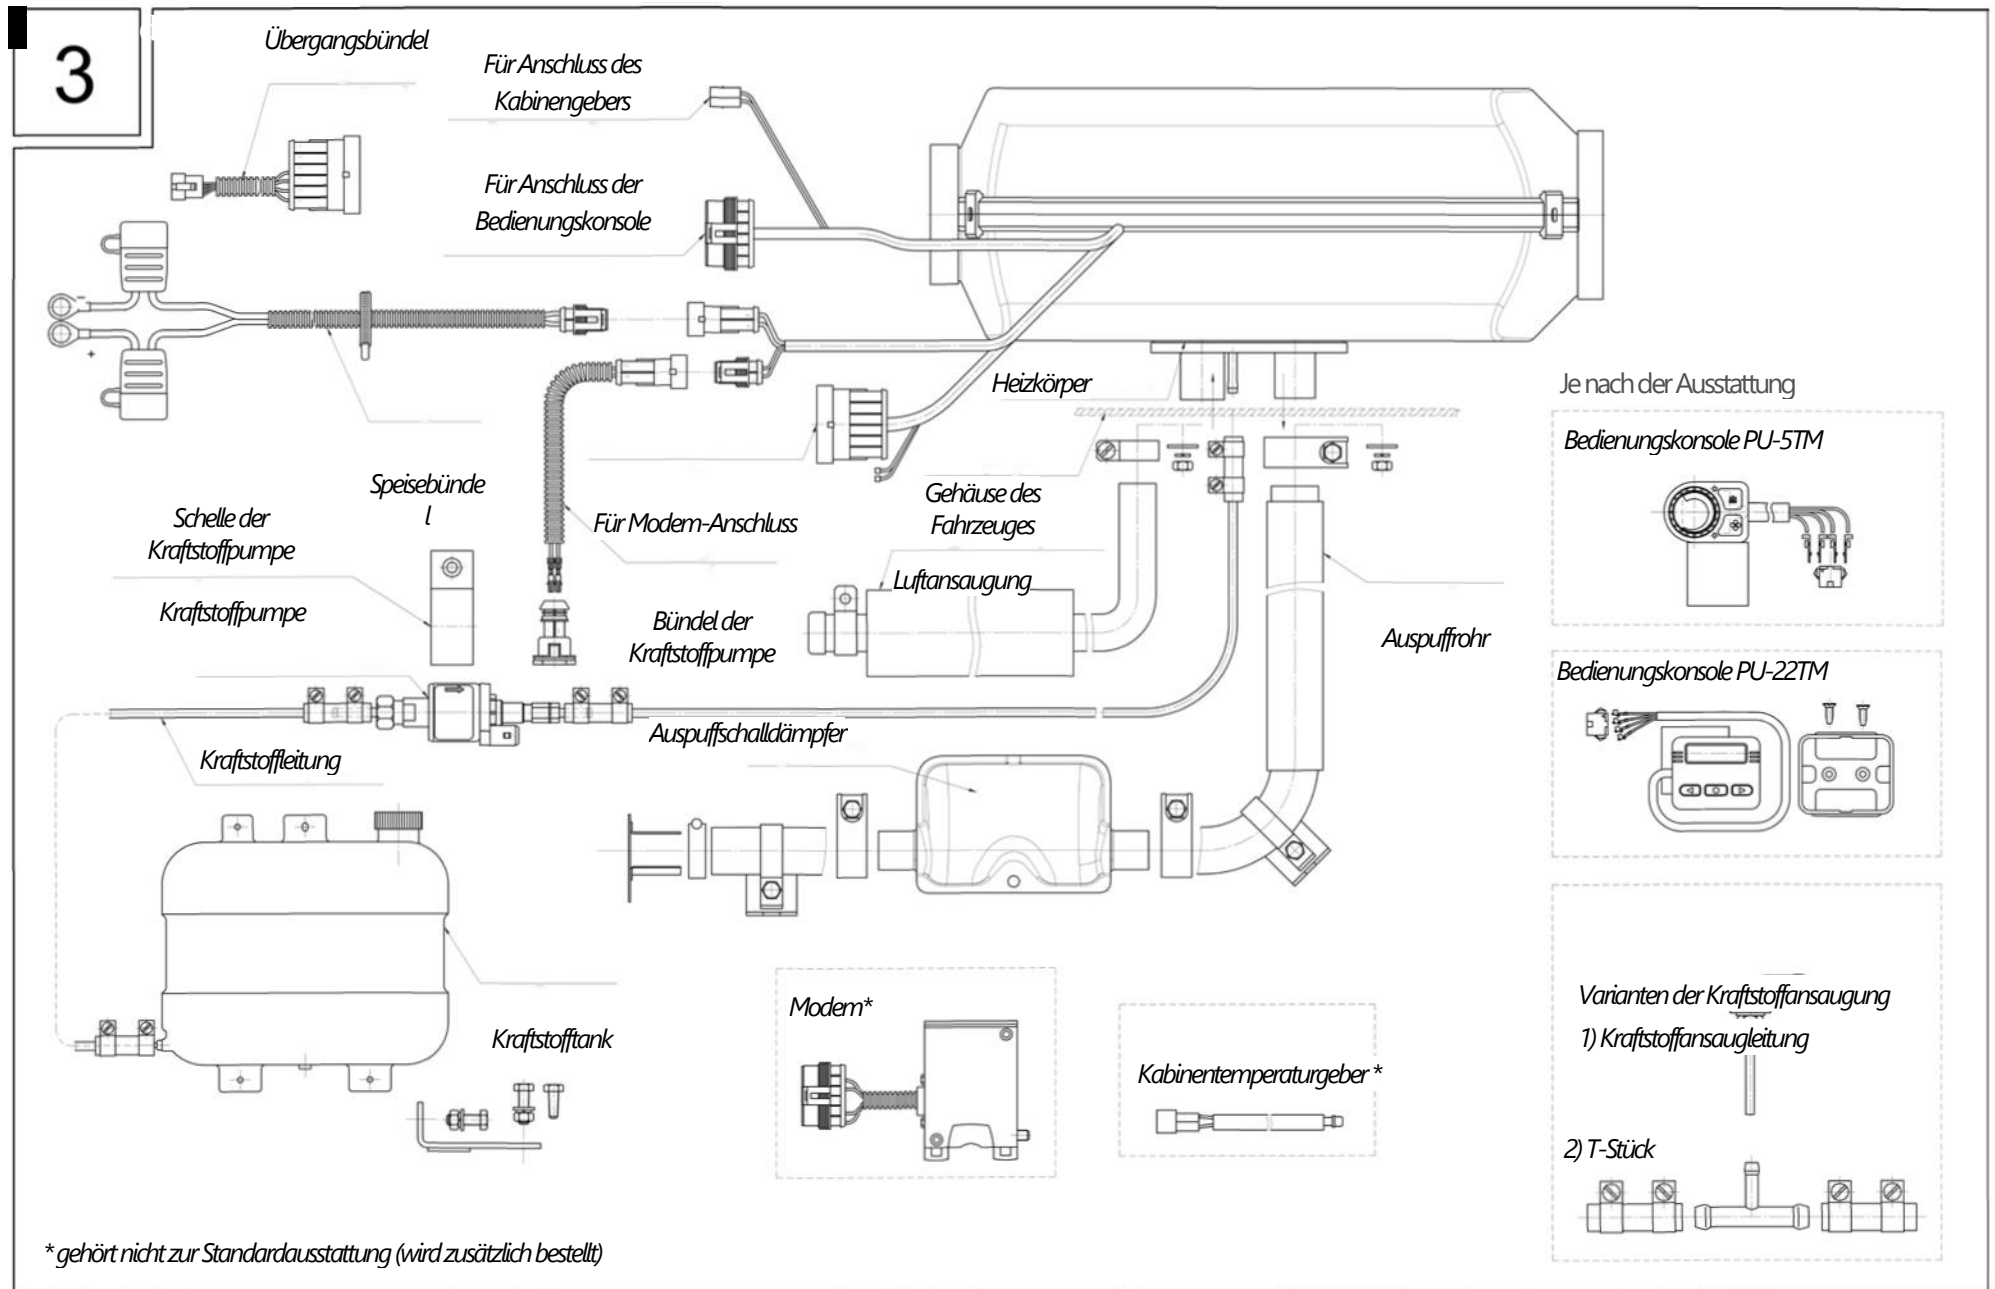 3
Übergangsbündel
Für Anschluss des
Kabinengebers
Für Anschluss der
Bedienungskonsole
−
+
Heizkörper
Je nach der Ausstattung
Bedienungskonsole PU-5TM
Speisebünde
l
Schelle der
Kraftstoffpumpe
Kraftstoffpumpe
Für Modem-Anschluss
Gehäuse des
Fahrzeuges
Luftansaugung
Bündel der
Kraftstoffpumpe
Auspuffrohr
Bedienungskonsole PU-22TM
Auspuffschalldämpfer
Kraftstoffleitung
Kraftstofftank
Modem*
Kabinentemperaturgeber *
Varianten der Kraftstoffansaugung
1) Kraftstoffansaugleitung
2) T-Stück
* gehört nicht zur Standardausstattung (wird zusätzlich bestellt)